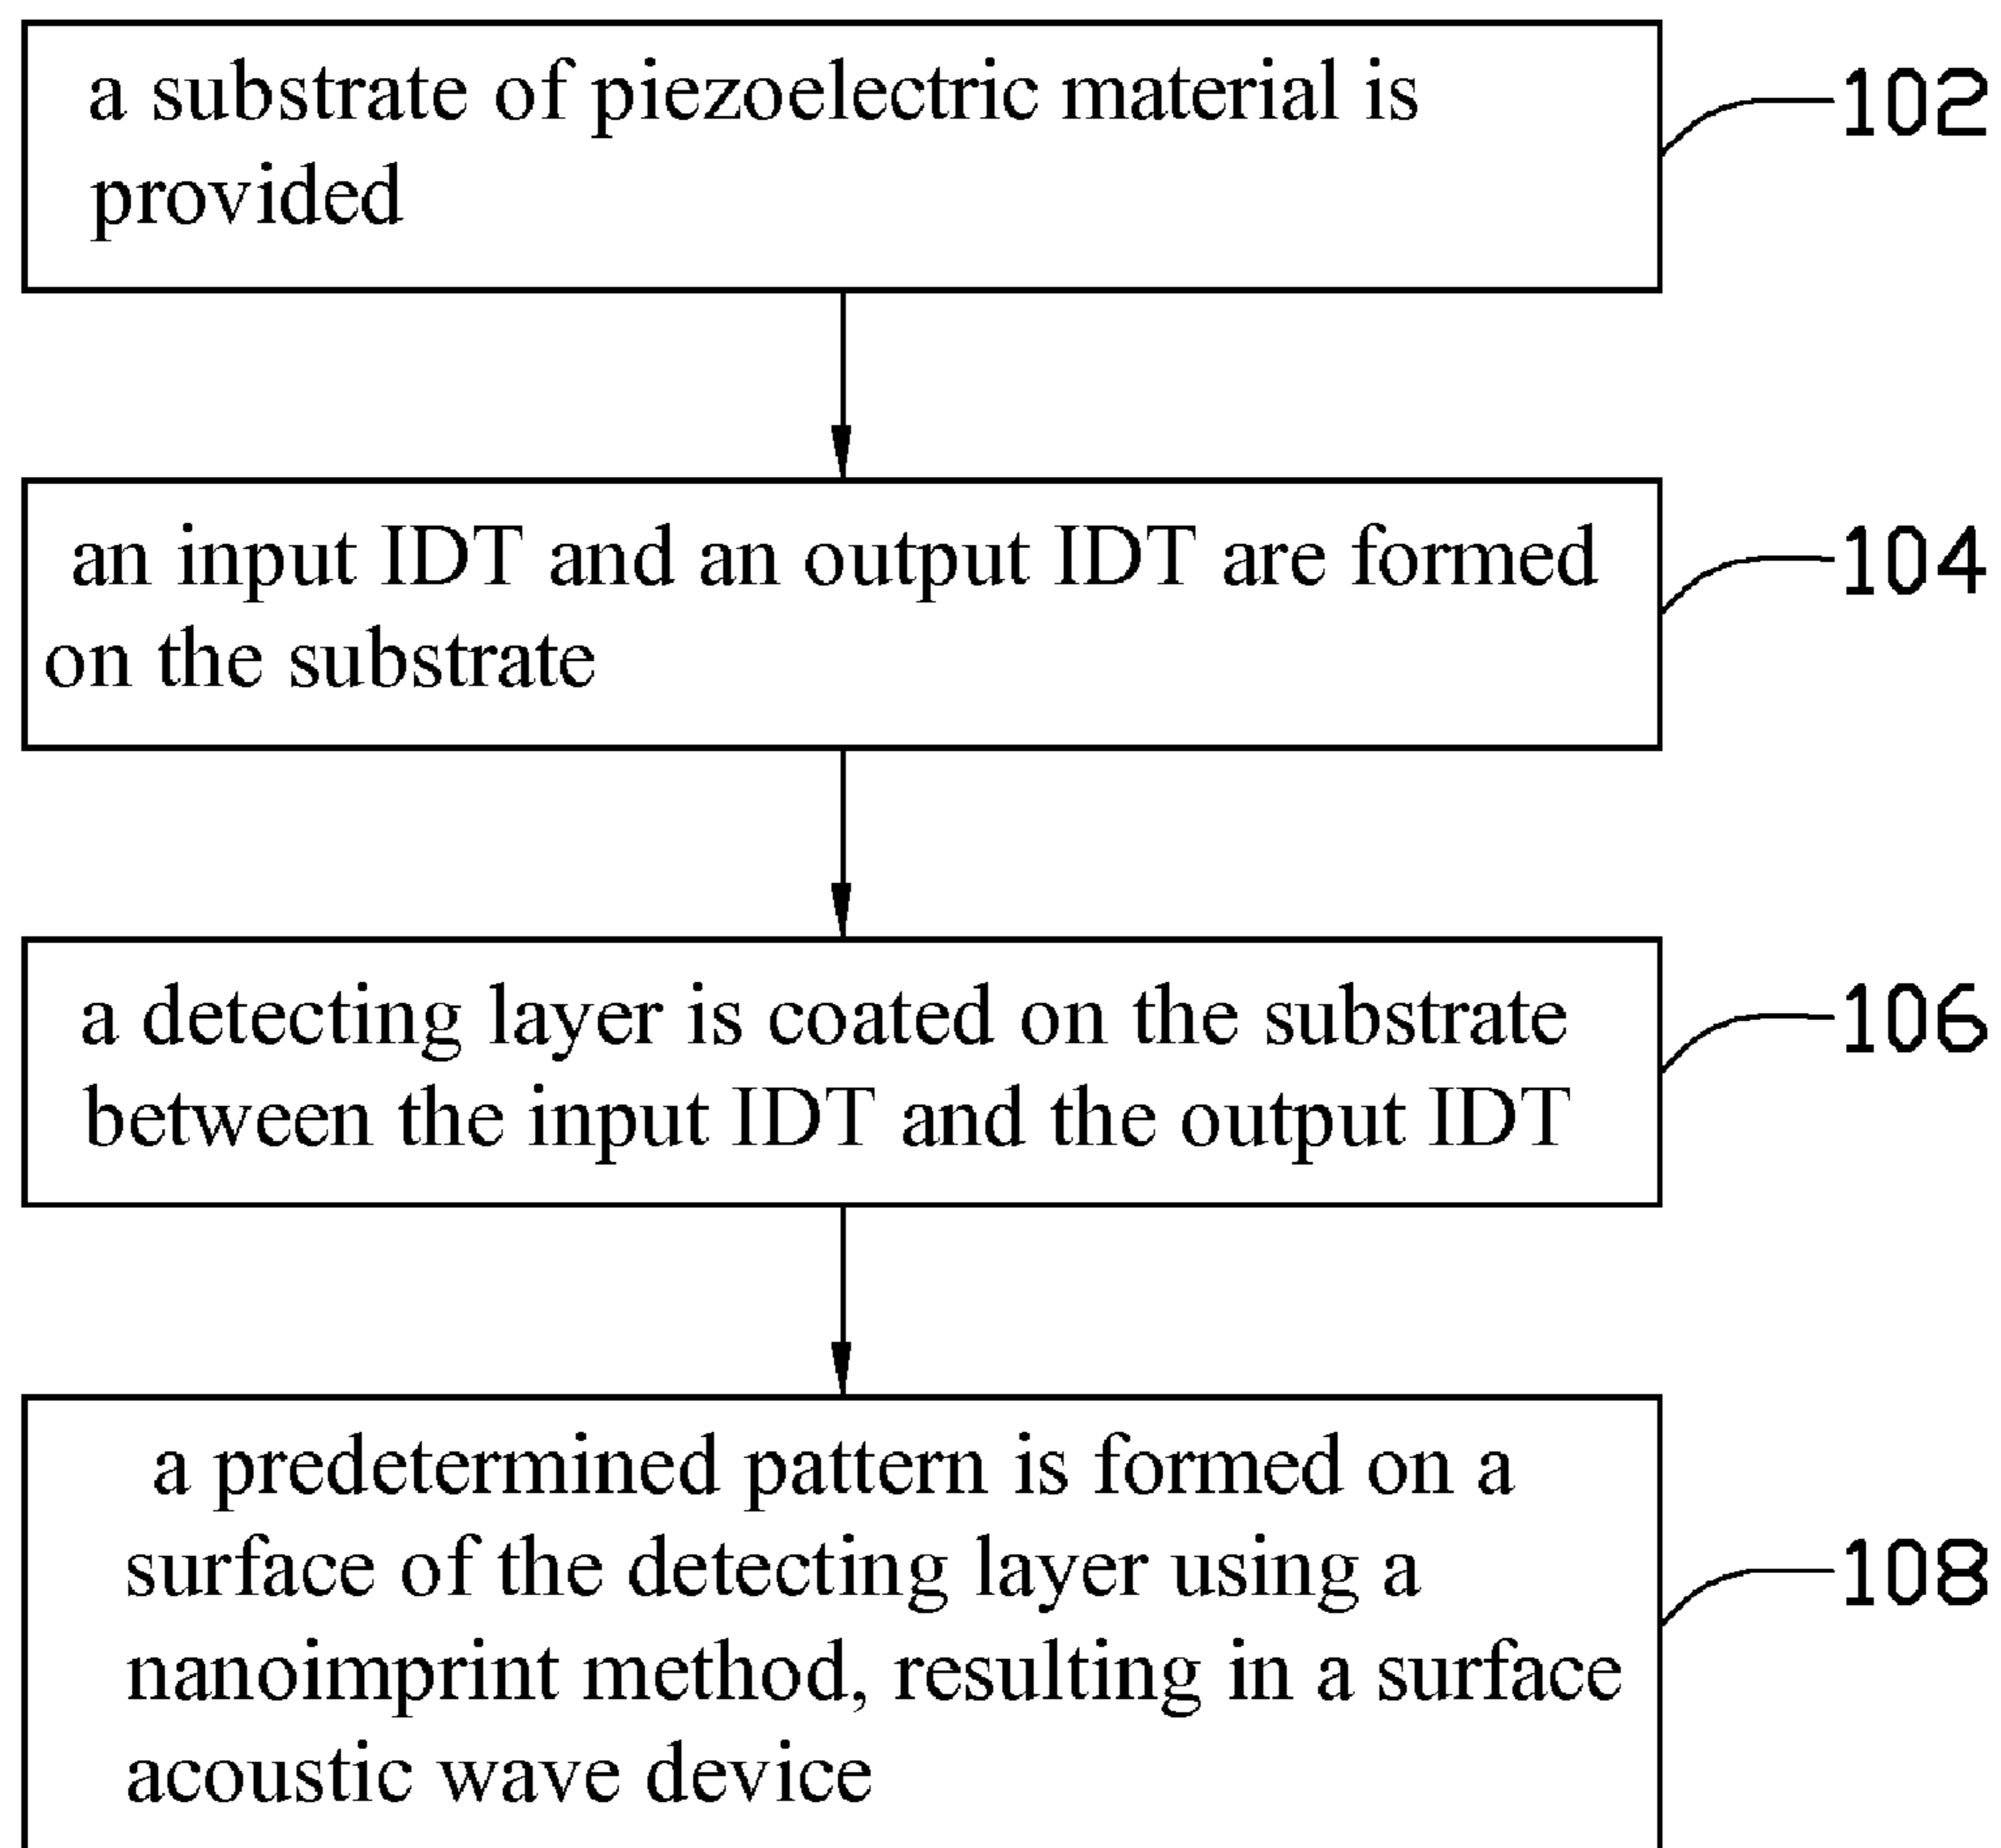 a substrate of piezoelectric material is
provided
102
an input IDT and an output IDT are formed
on the substrate
104
a detecting layer is coated on the substrate
between the input IDT and the output IDT
106
a predetermined pattern is formed on a
surface of the detecting layer using a
nanoimprint method, resulting in a surface
acoustic wave device
108